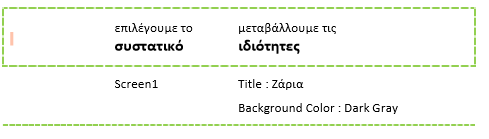 επιλέγουμε το μεταβάλλουμε τις
συστατικό ιδιότητες
Screen1 Title : Ζάρια
Background Color : Dark Gray